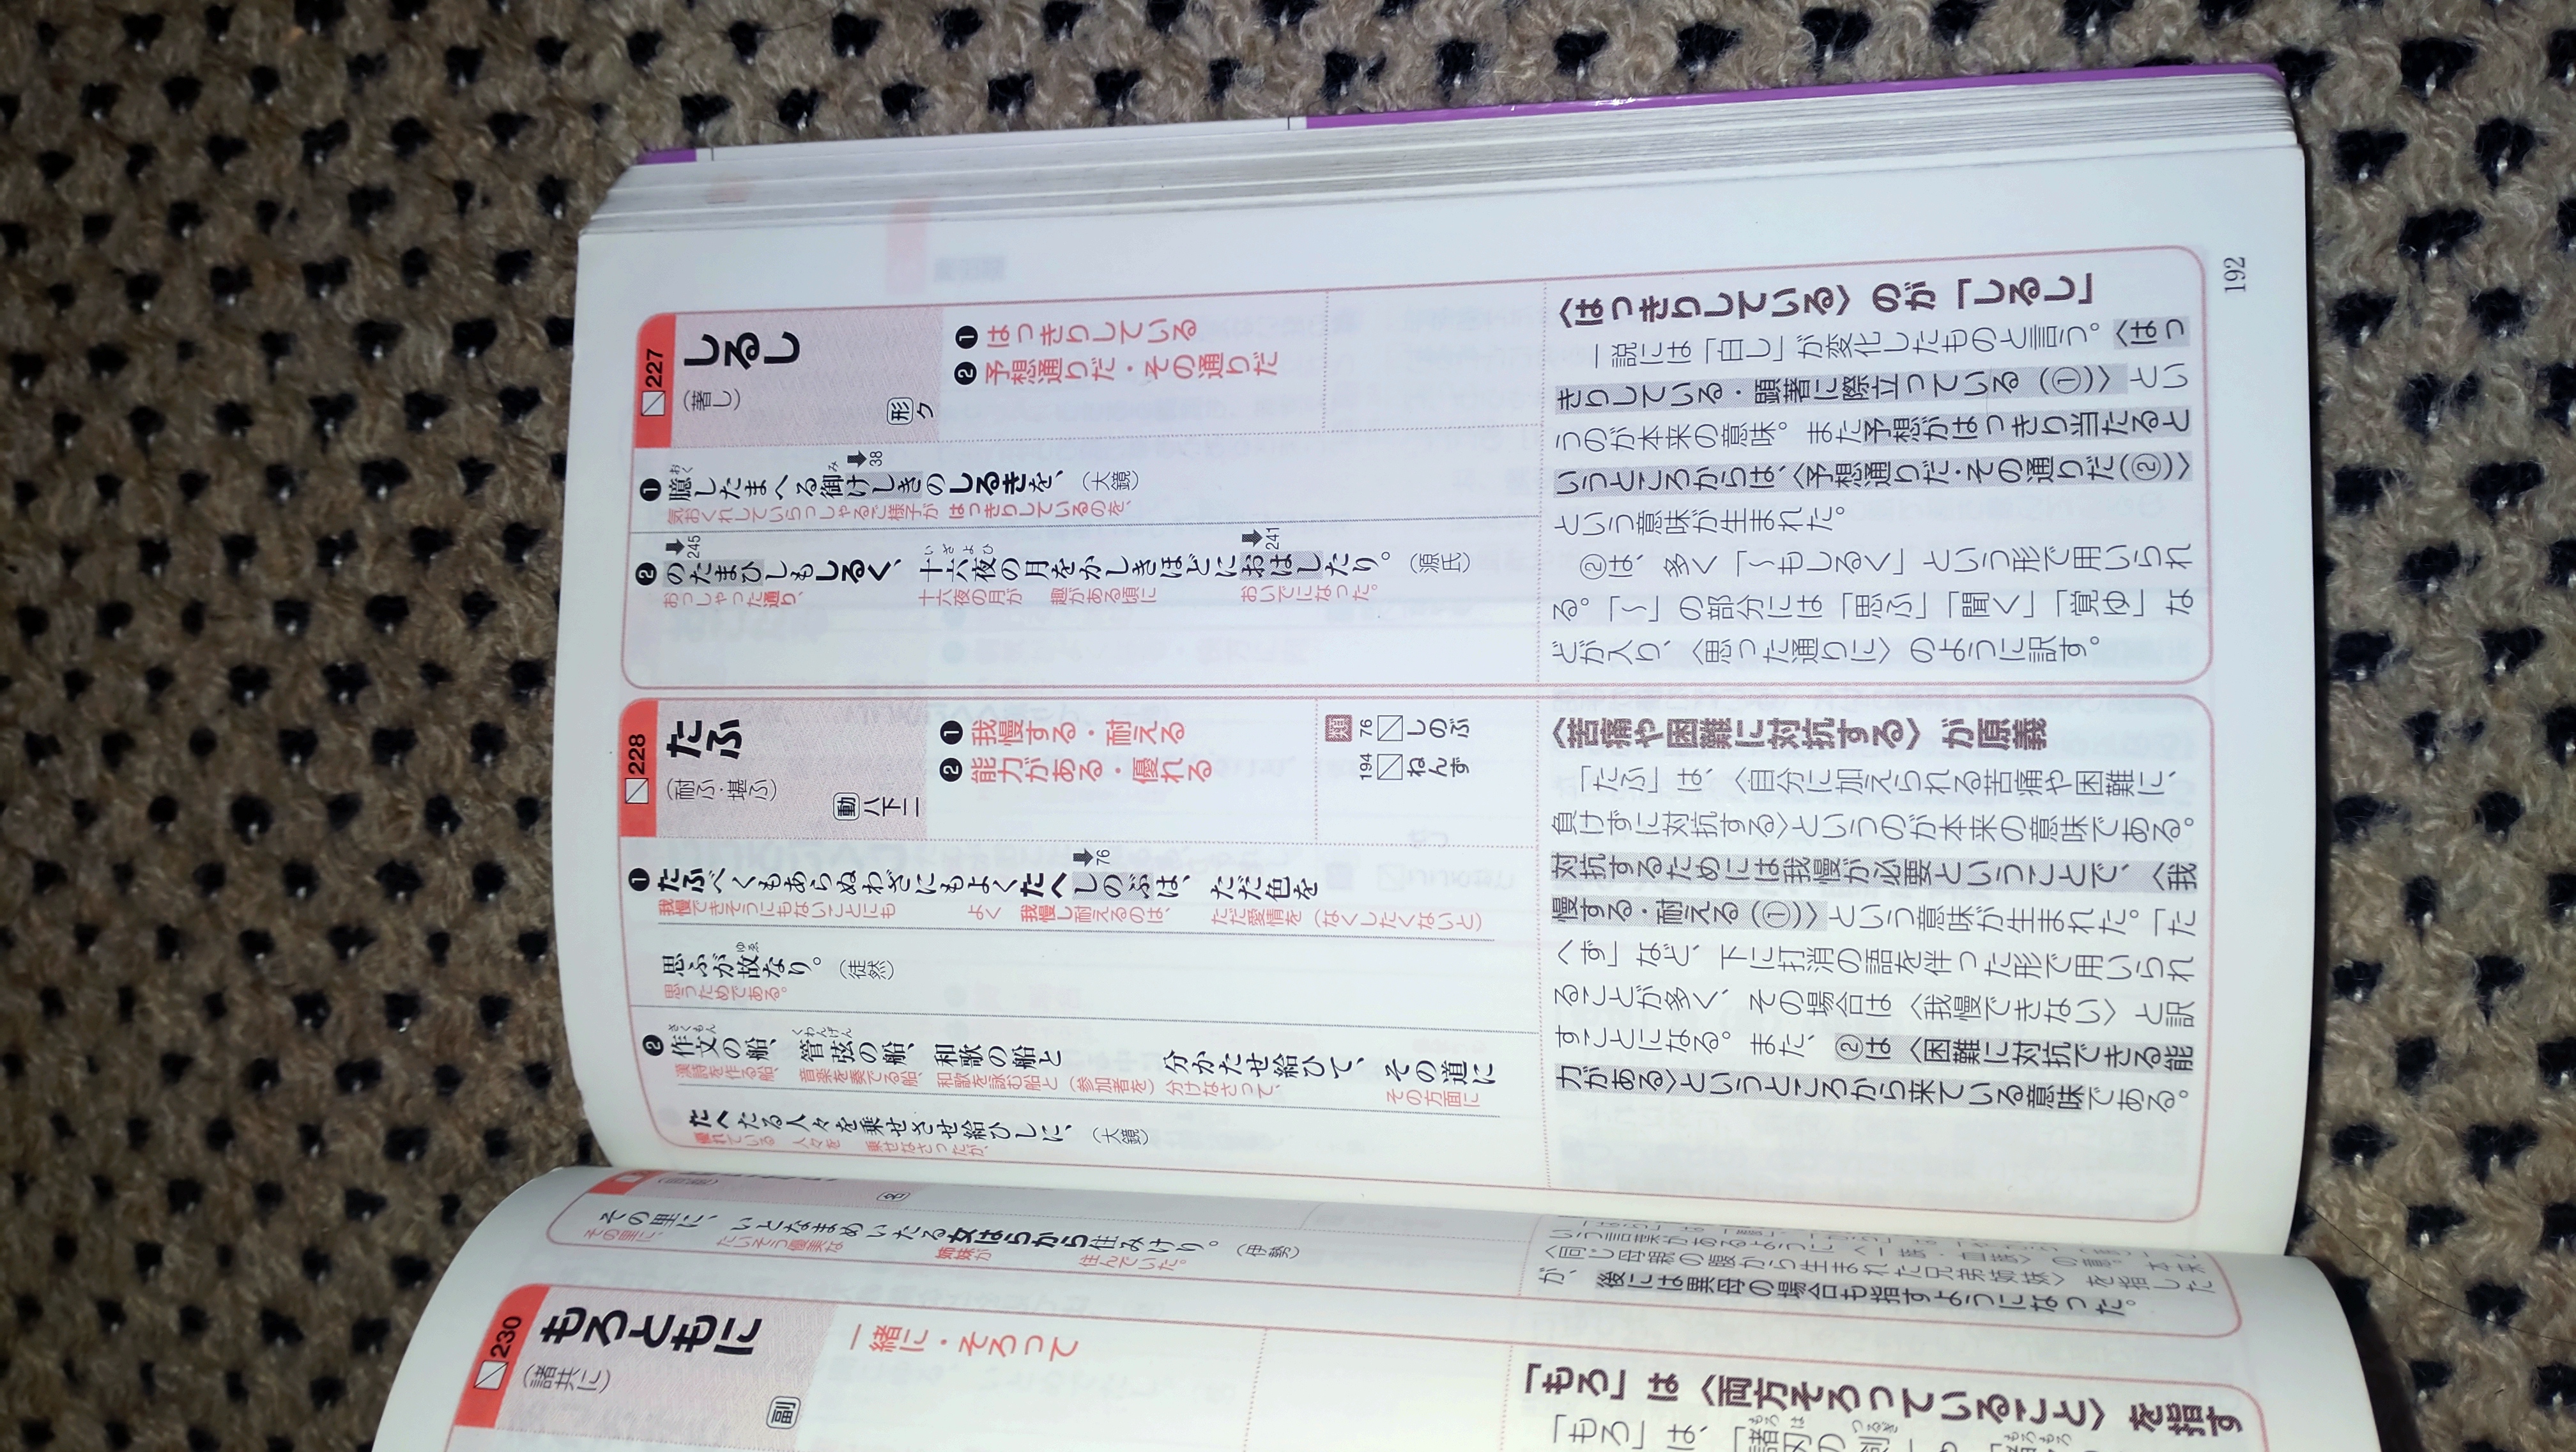 227
しるし
(著し)
形ク
❶はっきりしている
❷予想通りだ・その通りだ
❶臆したまへる御けしきのしるきを、(大鏡)
おく
み
➡38
気おくれしていらっしゃるご様子が はっきりしているのを、
❷のたまひしもしるく、十六夜の月をかしきほどにおはしたり。(源氏)
➡245
いざよひ
➡241
おっしゃった通り、 十六夜の月が 趣がある頃に おいでになった。
〈はっきりしている〉のが「しるし」
一説には「白し」が変化したものと言う。〈はっ
きりしている・顕著に際立っている(①)〉とい
うのが本来の意味。また予想がはっきり当たると
いうところからは、〈予想通りだ・その通りだ(②)〉
という意味が生まれた。
②は、多く「〜もしるく」という形で用いられ
る。「〜」の部分には「思ふ」「聞く」「覚ゆ」な
どが入り、〈思った通りに〉のように訳す。
192
228
たふ
(耐ふ・堪ふ)
動ハ下二
❶我慢する・耐える
❷能力がある・優れる
類 76 しのぶ
194 ねんず
❶たふべくもあらぬわざにもよくたへしのぶは、ただ色を
➡76
我慢できそうにもないことにも よく 我慢し耐えるのは、 ただ愛情を(なくしたくないと)
思ふが故なり。(徒然)
ゆゑ
思うためである。
❷作文の船、管弦の船、和歌の船と 分かたせ給ひて、その道に
さくもん
くわんげん
漢詩を作る船、 音楽を奏でる船、 和歌を詠む船と(参加者を)分けなさって、 その方面に
たへたる人々を乗せさせ給ひしに、(大鏡)
優れている 人々を 乗せなさったが、
〈苦痛や困難に対抗する〉が原義
「たふ」は、〈自分に加えられる苦痛や困難に、
負けずに対抗する〉というのが本来の意味である。
対抗するためには我慢が必要ということで、〈我
慢する・耐える(①)〉という意味が生まれた。「た
へず」など、下に打消の語を伴った形で用いられ
ることが多く、その場合は〈我慢できない〉と訳
すことになる。また、②は〈困難に対抗できる能
力がある〉というところから来ている意味である。
その里に、いとなまめいたる女はらから住みけり。(伊勢)
その里に、 たいそう優美な 姉妹が 住んでいた。
〈同じ母親の腹から生まれた兄弟姉妹〉を指した
が、後には異母の場合も指すようになった。
230
もろともに
(諸共に)
副
一緒に・そろって
「もろ」は〈両方そろっていること〉を指す